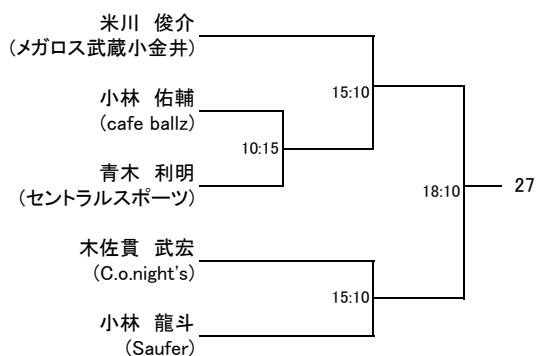 米川 俊介
(メガロス武蔵小金井)
15:10
小林 佑輔
(cafe ballz)
10:15
青木 利明
(セントラルスポーツ)
18:10
27
木佐貫 武宏
(C.o.night's)
15:10
小林 龍斗
(Saufer)